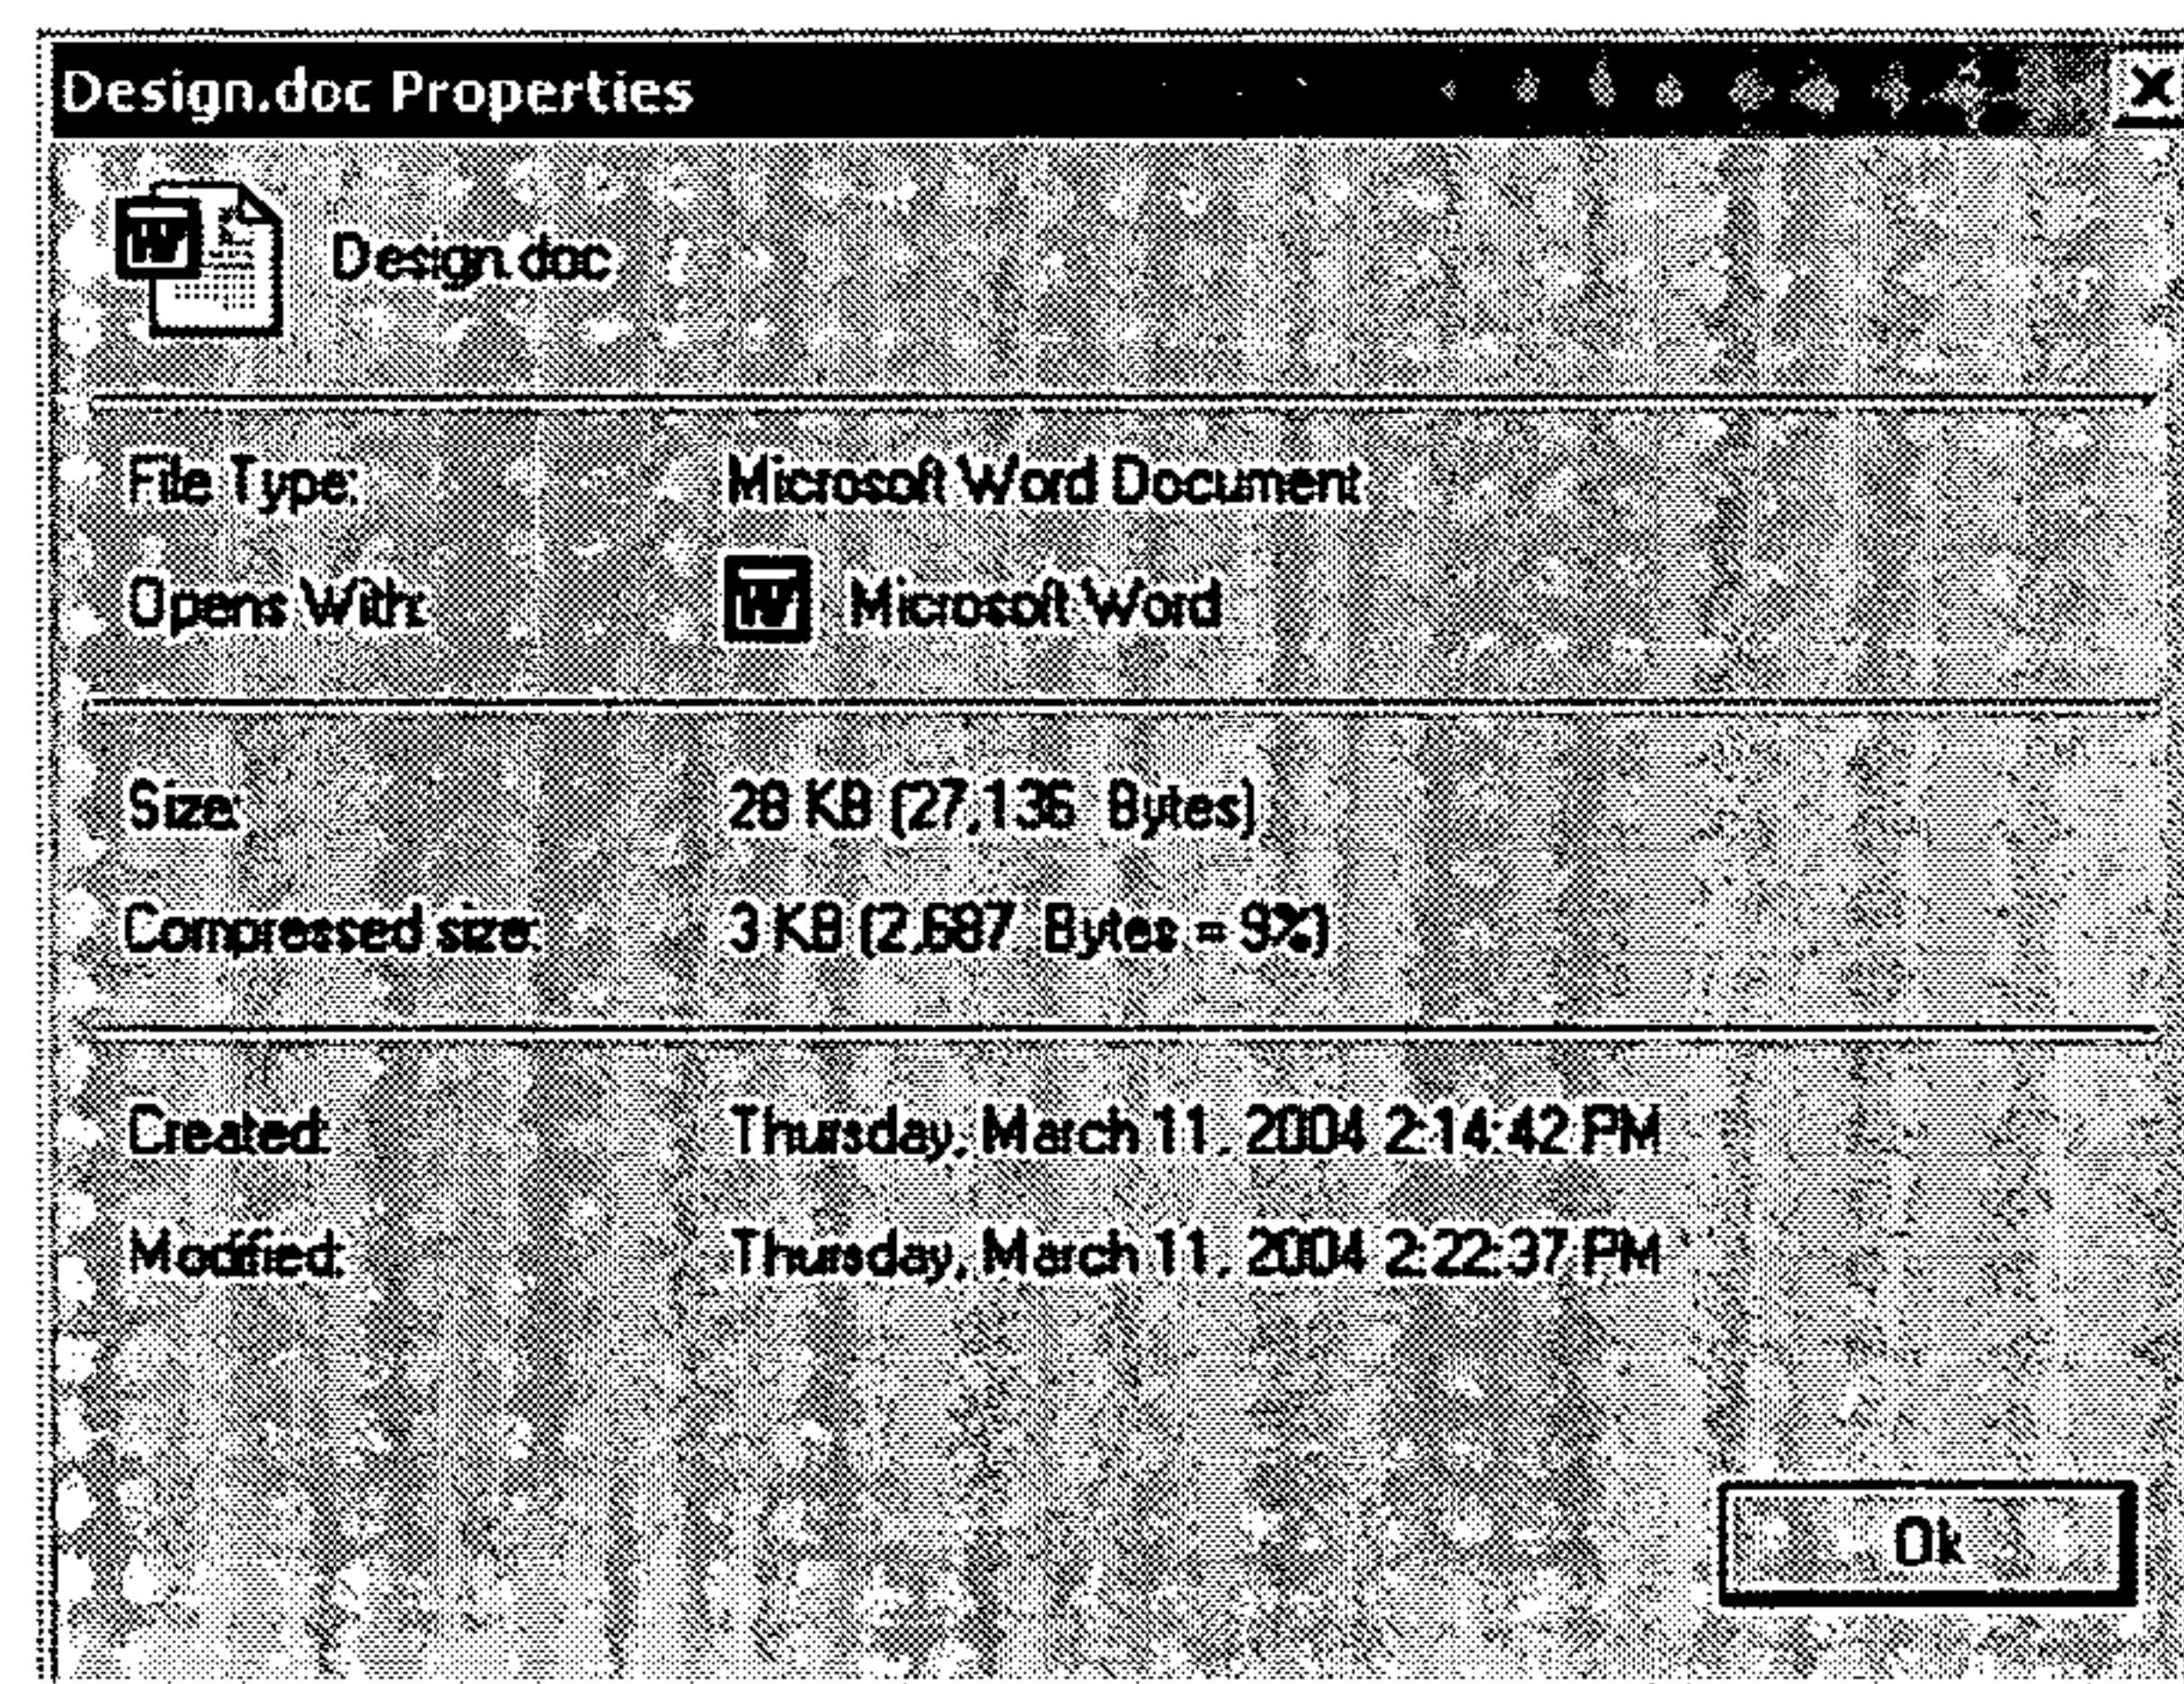 Design.doc Properties
Design.doc
File Type: Microsoft Word Document
Opens With: Microsoft Word
Size: 28 KB (27,136 Bytes)
Compressed size: 3 KB (2,687 Bytes = 9%)
Created: Thursday, March 11, 2004 2:14:42 PM
Modified: Thursday, March 11, 2004 2:22:37 PM
Ok